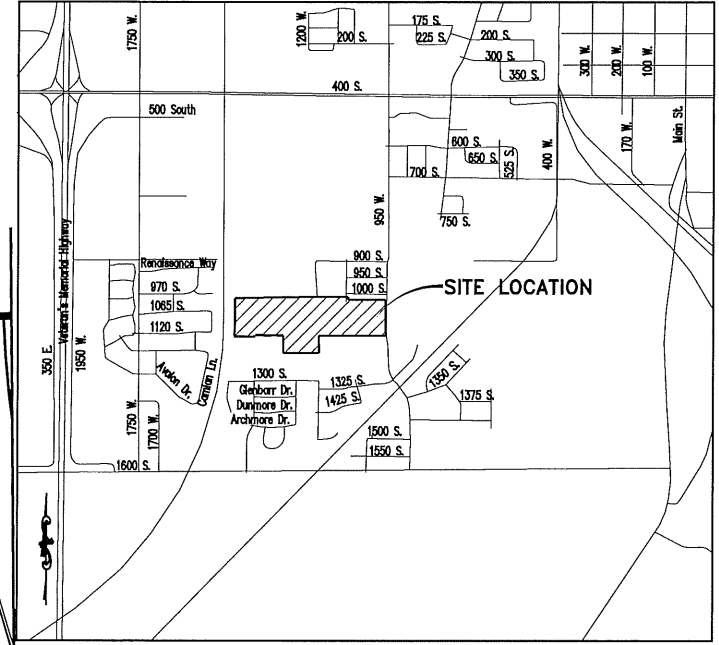 1750 W.
1200 W.
200 S.
175 S.
225 S.
200 S.
300 S.
350 S.
300 W.
200 W.
100 W.
400 S.
500 South
600 S.
650 S.
525 S.
700 S.
400 W.
170 W.
Main St.
750 S.
950 W.
Veteran's Memorial Highway
350 E.
1950 W.
Renaissance Way
970 S.
1065 S.
1120 S.
Avalon Dr.
900 S.
950 S.
1000 S.
SITE LOCATION
1300 S.
Glenbarr Dr.
Dunmore Dr.
Archmore Dr.
1325 S.
1425 S.
1350 S.
1375 S.
1750 W.
1700 W.
1500 S.
1550 S.
1600 S.